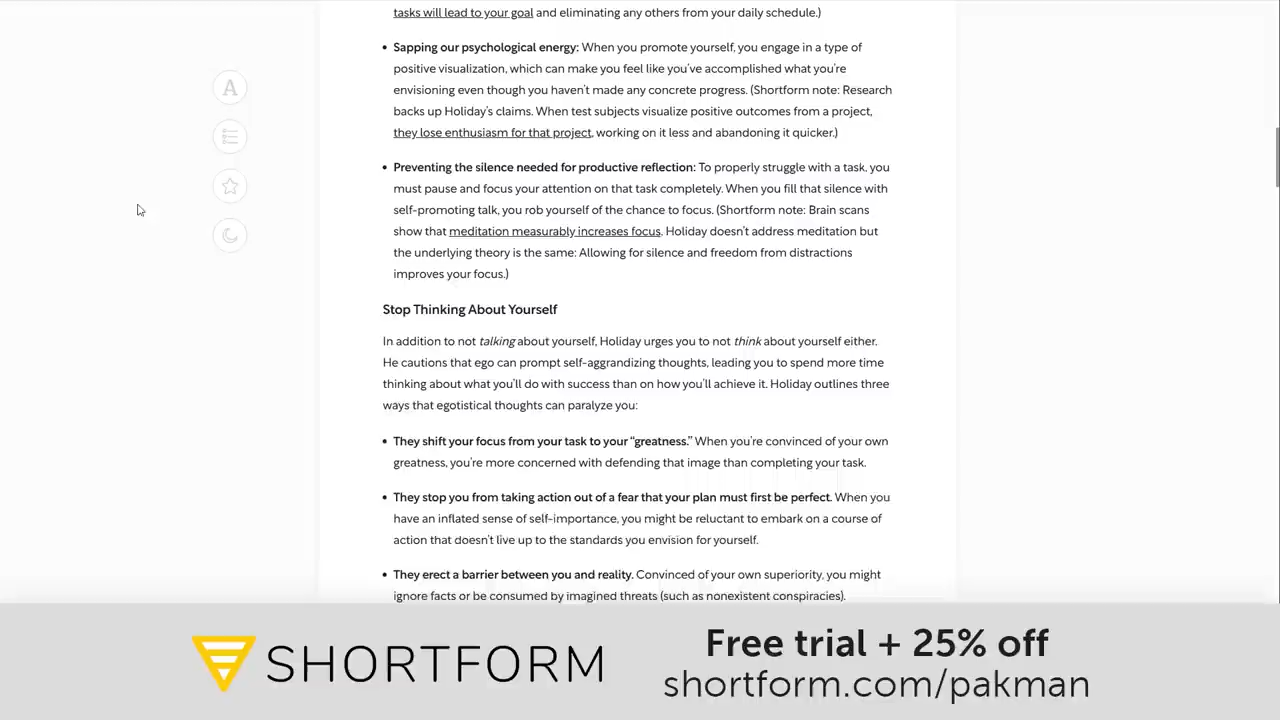 tasks will lead to your goal and eliminating any others from your daily schedule.)
• Sapping our psychological energy: When you promote yourself, you engage in a type of
positive visualization, which can make you feel like you've accomplished what you're
envisioning even though you haven't made any concrete progress. (Shortform note: Research
backs up Holiday's claims. When test subjects visualize positive outcomes from a project,
they lose enthusiasm for that project, working on it less and abandoning it quicker.)
• Preventing the silence needed for productive reflection: To properly struggle with a task, you
must pause and focus your attention on that task completely. When you fill that silence with
self-promoting talk, you rob yourself of the chance to focus. (Shortform note: Brain scans
show that meditation measurably increases focus. Holiday doesn't address meditation but
the underlying theory is the same: Allowing for silence and freedom from distractions
improves your focus.)
Stop Thinking About Yourself
In addition to not talking about yourself, Holiday urges you to not think about yourself either.
He cautions that ego can prompt self-aggrandizing thoughts, leading you to spend more time
thinking about what you'll do with success than on how you'll achieve it. Holiday outlines three
ways that egotistical thoughts can paralyze you:
• They shift your focus from your task to your “greatness.” When you're convinced of your own
greatness, you're more concerned with defending that image than completing your task.
• They stop you from taking action out of a fear that your plan must first be perfect. When you
have an inflated sense of self-importance, you might be reluctant to embark on a course of
action that doesn't live up to the standards you envision for yourself.
• They erect a barrier between you and reality. Convinced of your own superiority, you might
ignore facts or be consumed by imagined threats (such as nonexistent conspiracies).
A
SHORTFORM
Free trial + 25% off
shortform.com/pakman